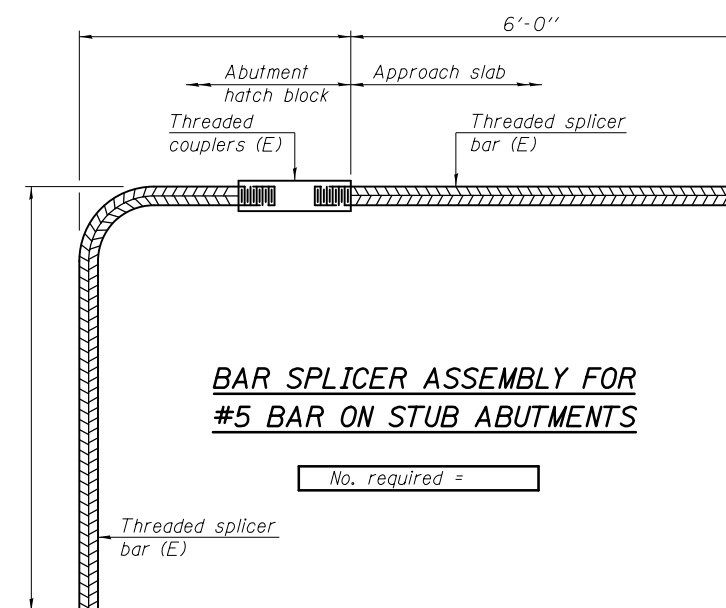 6'-0''
Abutment
hatch block
Approach slab
Threaded
couplers (E)
Threaded splicer
bar (E)
BAR SPLICER ASSEMBLY FOR
#5 BAR ON STUB ABUTMENTS
No. required =
Threaded splicer
bar (E)